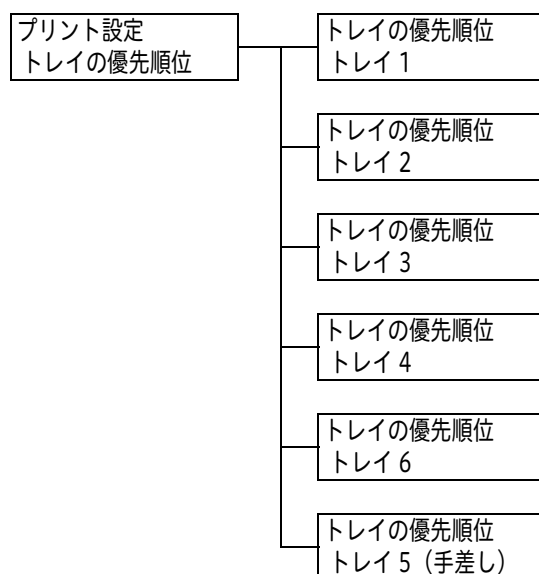 プリント設定
トレイの優先順位
トレイの優先順位
トレイ 1
トレイの優先順位
トレイ 2
トレイの優先順位
トレイ 3
トレイの優先順位
トレイ 4
トレイの優先順位
トレイ 6
トレイの優先順位
トレイ 5（手差し）